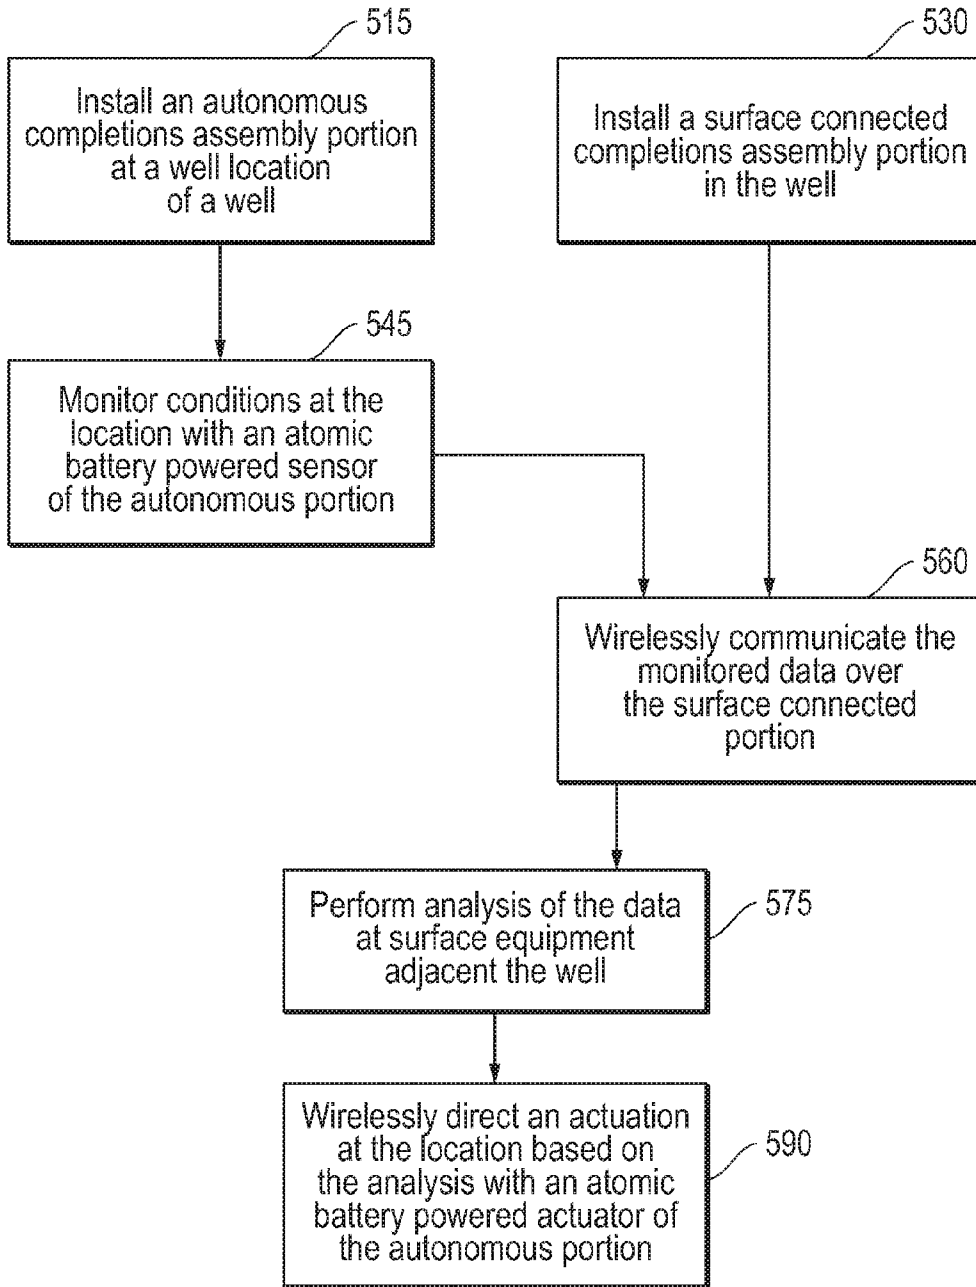 515
Install an autonomous
completions assembly portion
at a well location
of a well
530
Install a surface connected
completions assembly portion
in the well
545
Monitor conditions at the
location with an atomic
battery powered sensor
of the autonomous portion
560
Wirelessly communicate the
monitored data over
the surface connected
portion
575
Perform analysis of the data
at surface equipment
adjacent the well
590
Wirelessly direct an actuation
at the location based on
the analysis with an atomic
battery powered actuator of
the autonomous portion